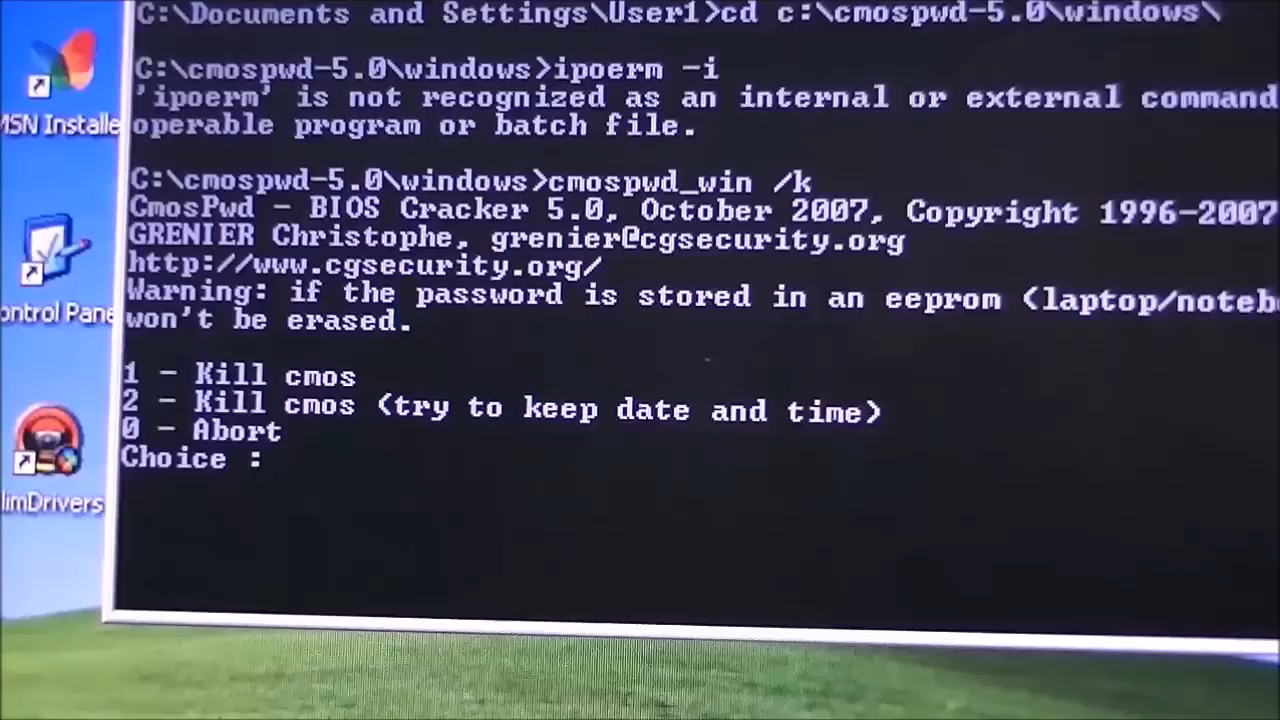 C:\Documents and Settings\User1>cd c:\cmospwd-5.0\windows\
C:\cmospwd-5.0\windows>ipoerm -i
'ipoerm' is not recognized as an internal or external command
operable program or batch file.
C:\cmospwd-5.0\windows>cmospwd_win /k
CmosPwd - BIOS Cracker 5.0, October 2007, Copyright 1996-2007
GRENIER Christophe, grenier@cgsecurity.org
http://www.cgsecurity.org/
Warning: if the password is stored in an eeprom (laptop/noteb
won't be erased.
1 - Kill cmos
2 - Kill cmos (try to keep date and time)
0 - Abort
Choice :
MSN Installe
ontrol Pane
limDrivers